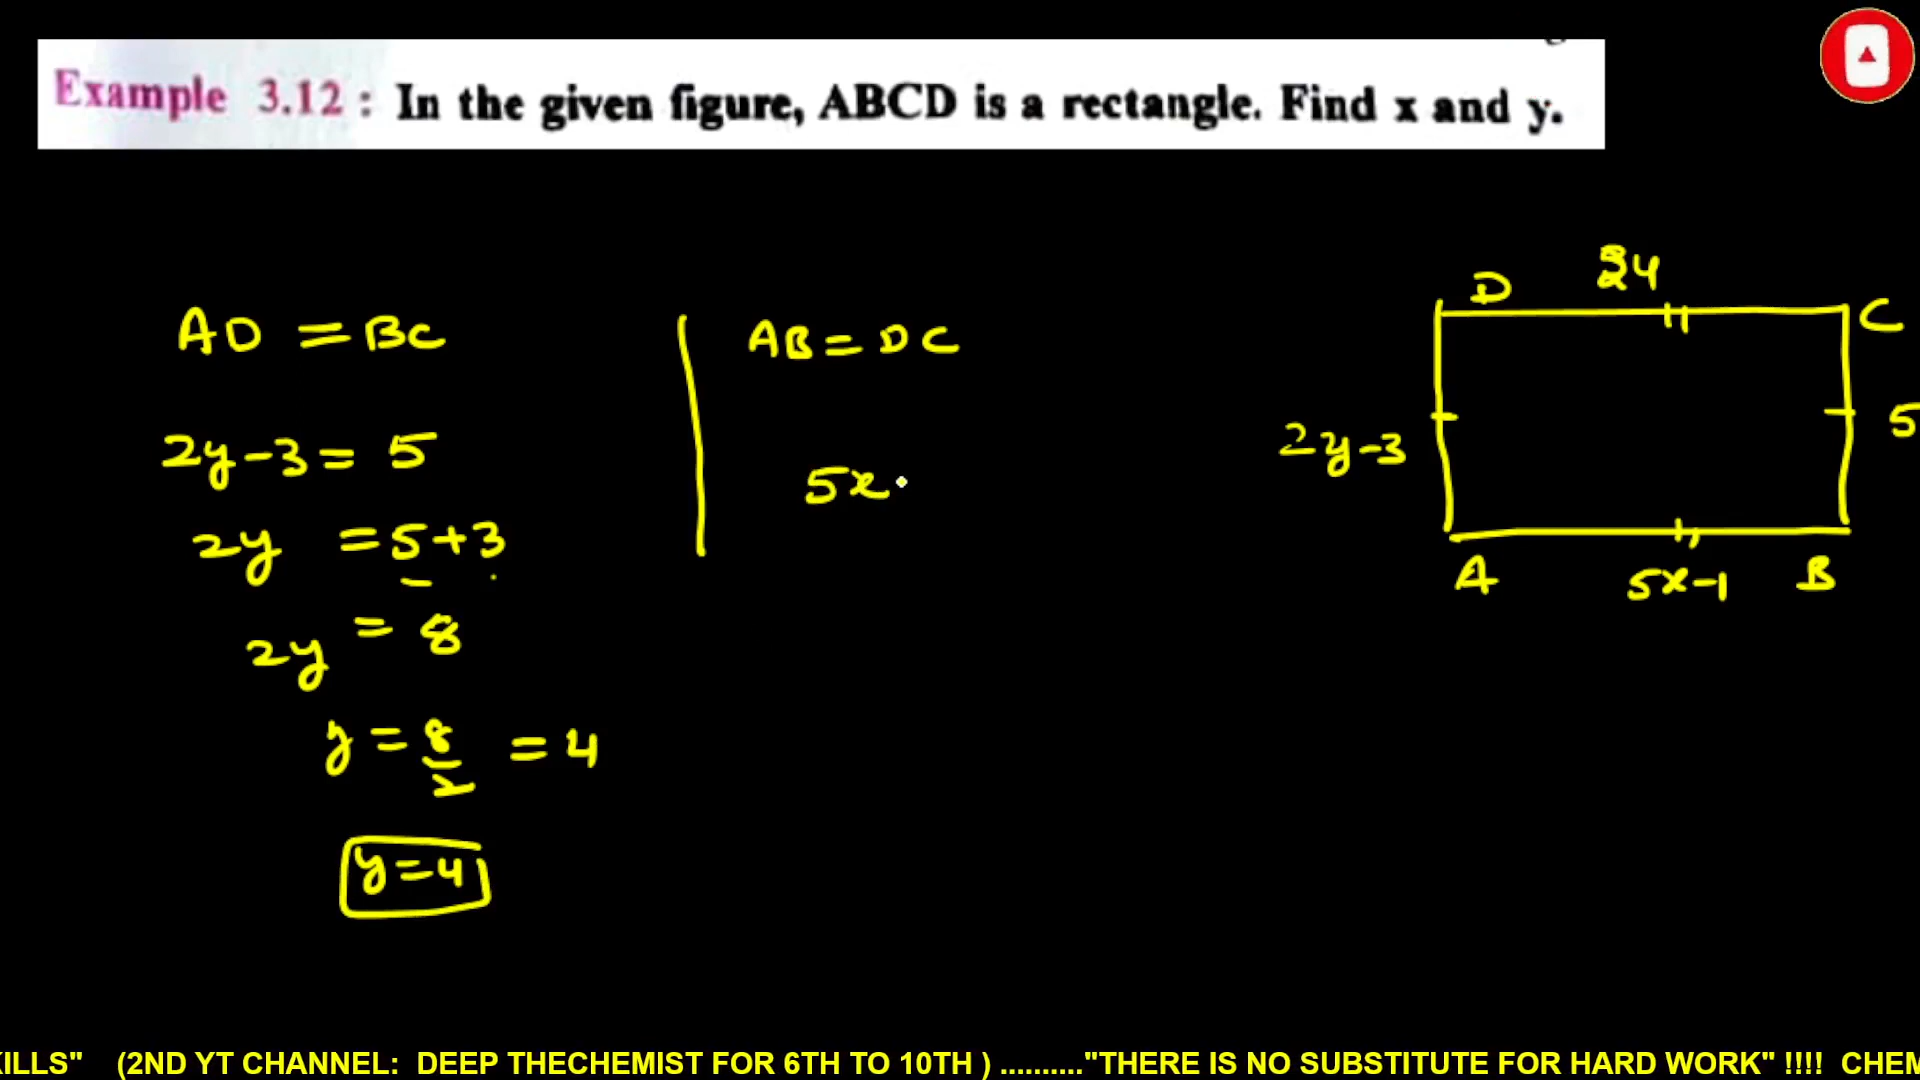 Example 3.12 : In the given figure, ABCD is a rectangle. Find x and y.
AD = BC
2y-3 = 5
2y = 5+3
2y = 8
y = 8/2 = 4
y=4
AB = DC
5x
D 24 C
2y-3 5
A 5x-1 B
KILLS" (2ND YT CHANNEL: DEEP THECHEMIST FOR 6TH TO 10TH ) .........."THERE IS NO SUBSTITUTE FOR HARD WORK" !!!! CHEM